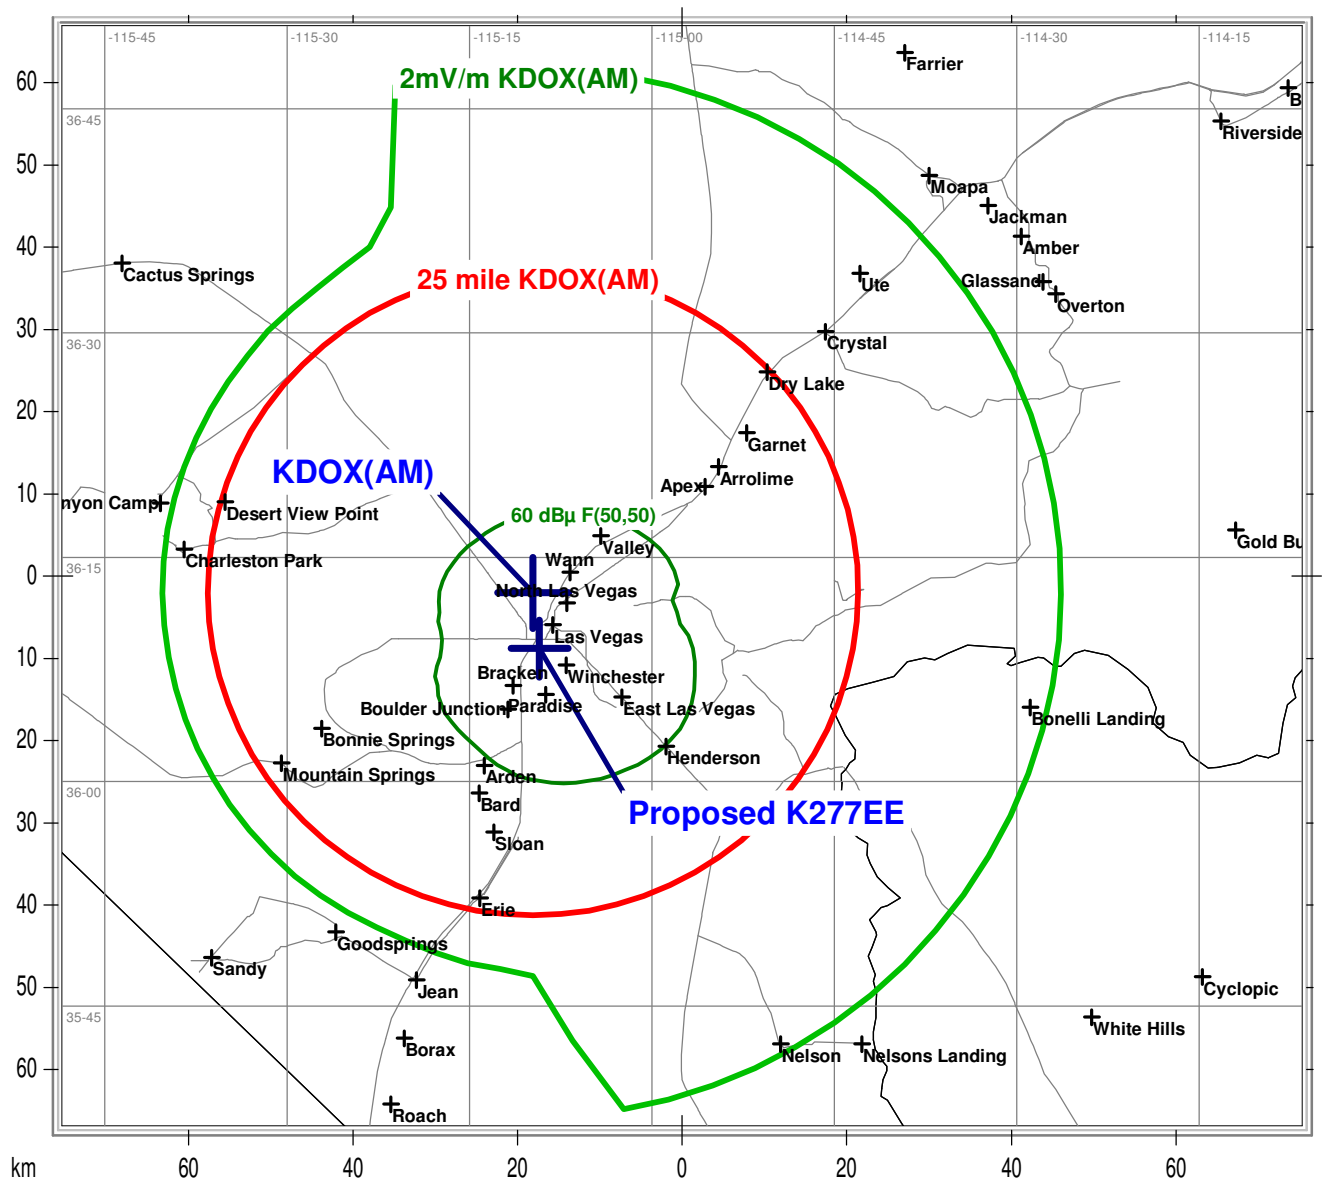 -115-45
-115-30
-115-15
-115-00
-114-45
-114-30
-114-15
Farrier
60
2mV/m KDOX(AM)
B
36-45
Riverside
50
Moapa
Jackman
40
Amber
Cactus Springs
25 mile KDOX(AM)
Glassand
Ute
Overton
30
36-30
Crystal
Dry Lake
20
Garnet
KDOX(AM)
Arrolime
Apex
10
nyon Camp
Desert View Point
60 dBµ F(50,50)
Gold Bu
Valley
Charleston Park
Wann
36-15
0
North Las Vegas
Las Vegas
10
Bracken
Winchester
Paradise
Boulder Junction
East Las Vegas
Bonelli Landing
20
Bonnie Springs
Henderson
Mountain Springs
Arden
36-00
Bard
Proposed K277EE
30
Sloan
40
Erie
Goodsprings
Sandy
50
Jean
Cyclopic
35-45
White Hills
Borax
Nelson
Nelsons Landing
60
Roach
km
60
40
20
0
20
40
60